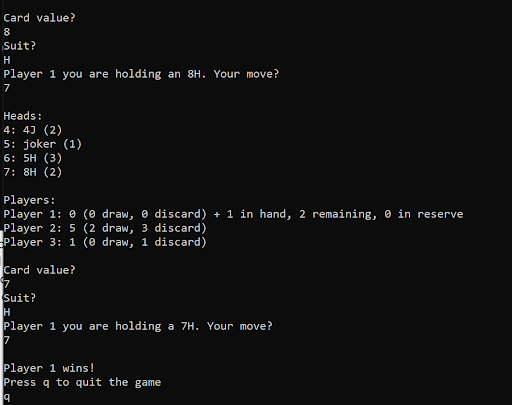 Card value?
8
Suit?
H
Player 1 you are holding an 8H. Your move?
7
Heads:
4: 4J (2)
5: joker (1)
6: 5H (3)
7: 8H (2)
Players:
Player 1: 0 (0 draw, 0 discard) + 1 in hand, 2 remaining, 0 in reserve
Player 2: 5 (2 draw, 3 discard)
Player 3: 1 (0 draw, 1 discard)
Card value?
7
Suit?
H
Player 1 you are holding a 7H. Your move?
7
Player 1 wins!
Press q to quit the game
q